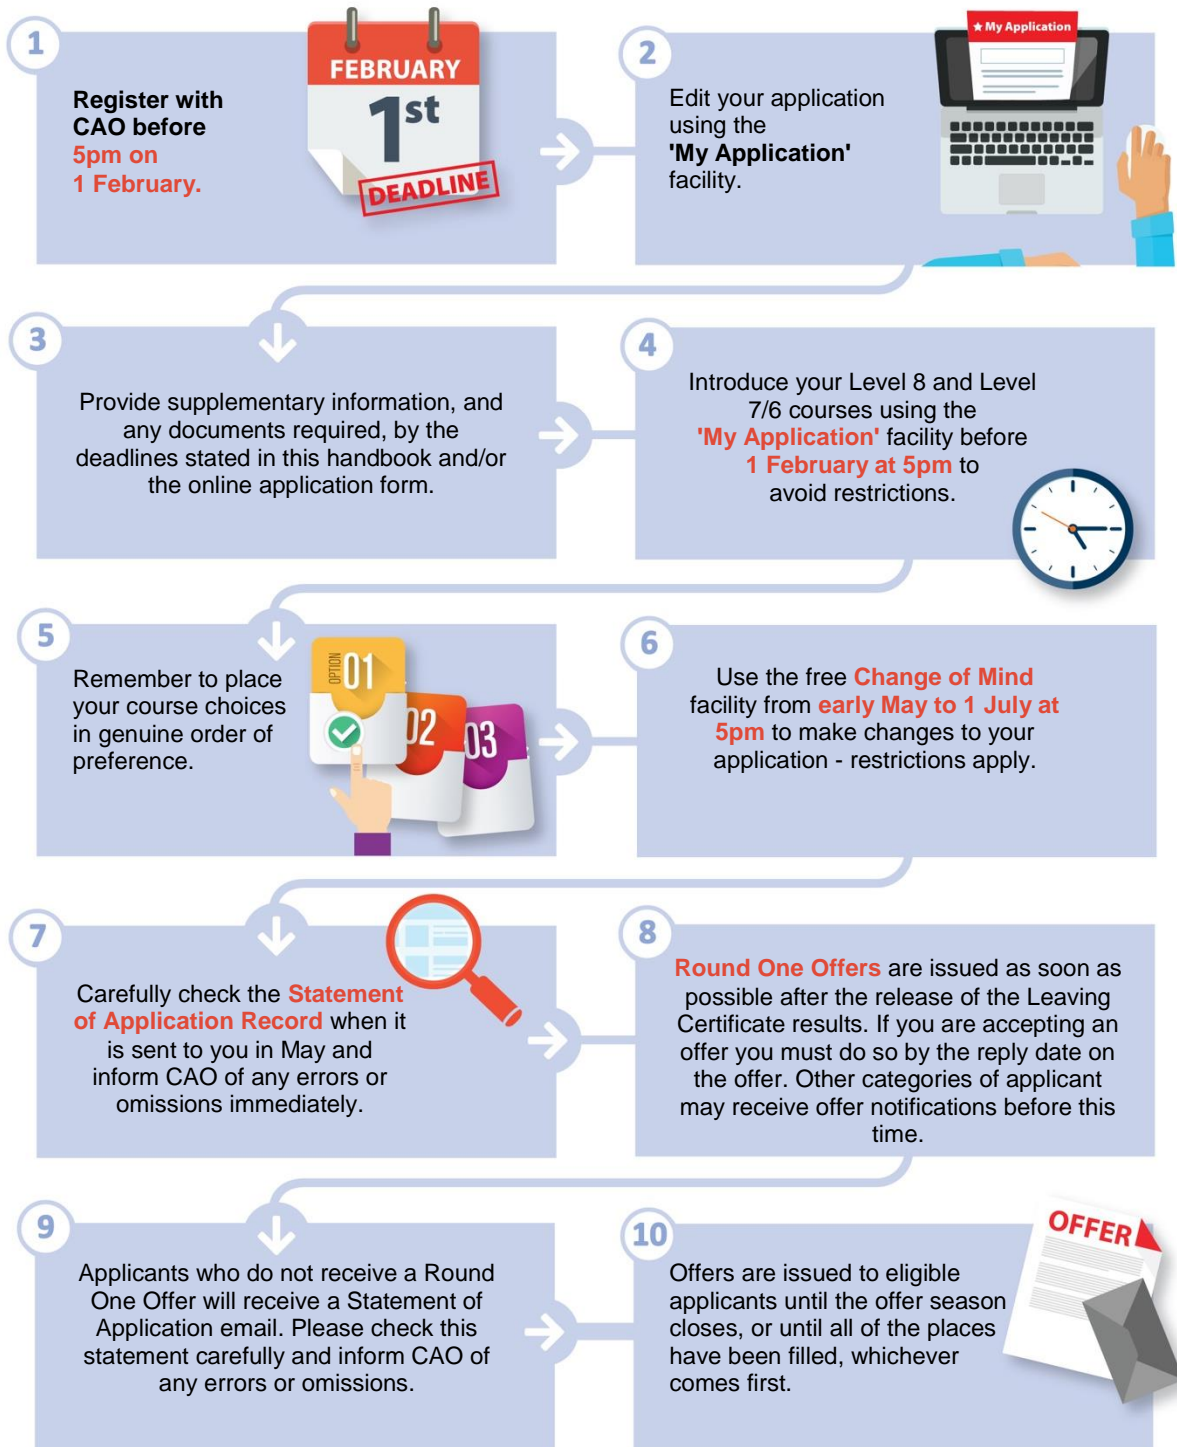 1
Register with
CAO before
5pm on
1 February.
FEBRUARY
1st
DEADLINE
2
Edit your application
using the
'My Application'
facility.
★ My Application
3
Provide supplementary information, and
any documents required, by the
deadlines stated in this handbook and/or
the online application form.
4
Introduce your Level 8 and Level
7/6 courses using the
'My Application' facility before
1 February at 5pm to
avoid restrictions.
5
Remember to place
your course choices
in genuine order of
preference.
OPTION
01
02
03
6
Use the free Change of Mind
facility from early May to 1 July at
5pm to make changes to your
application - restrictions apply.
7
Carefully check the Statement
of Application Record when it
is sent to you in May and
inform CAO of any errors or
omissions immediately.
8
Round One Offers are issued as soon as
possible after the release of the Leaving
Certificate results. If you are accepting an
offer you must do so by the reply date on
the offer. Other categories of applicant
may receive offer notifications before this
time.
9
Applicants who do not receive a Round
One Offer will receive a Statement of
Application email. Please check this
statement carefully and inform CAO of
any errors or omissions.
10
Offers are issued to eligible
applicants until the offer season
closes, or until all of the places
have been filled, whichever
comes first.
OFFER